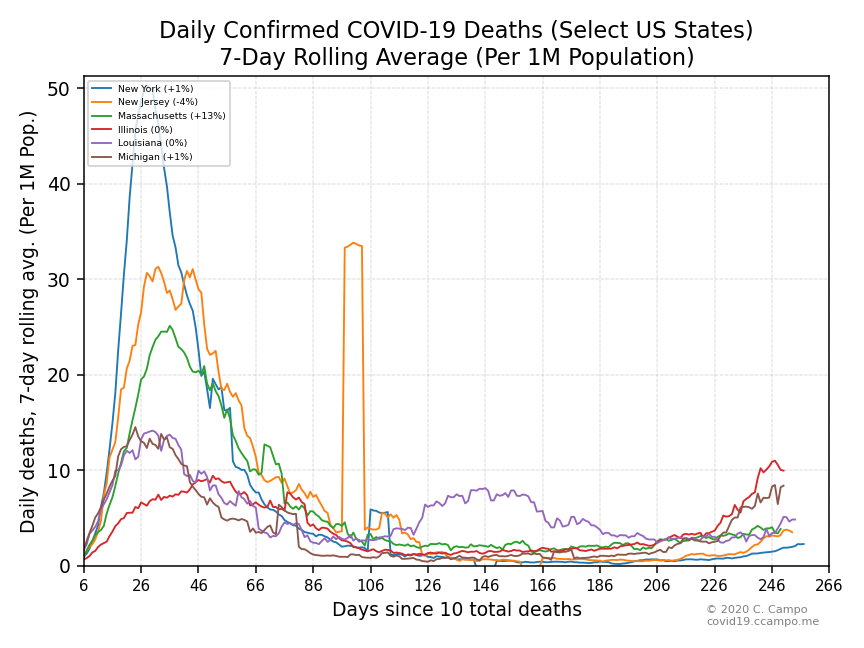 Daily Confirmed COVID-19 Deaths (Select US States)
7-Day Rolling Average (Per 1M Population)
Daily deaths, 7-day rolling avg. (Per 1M Pop.)
50
40
30
20
10
0
New York (+1%)
New Jersey (-4%)
Massachusetts (+13%)
Illinois (0%)
Louisiana (0%)
Michigan (+1%)
6 26 46 66 86 106 126 146 166 186 206 226 246 266
Days since 10 total deaths
© 2020 C. Campo
covid19.ccampo.me